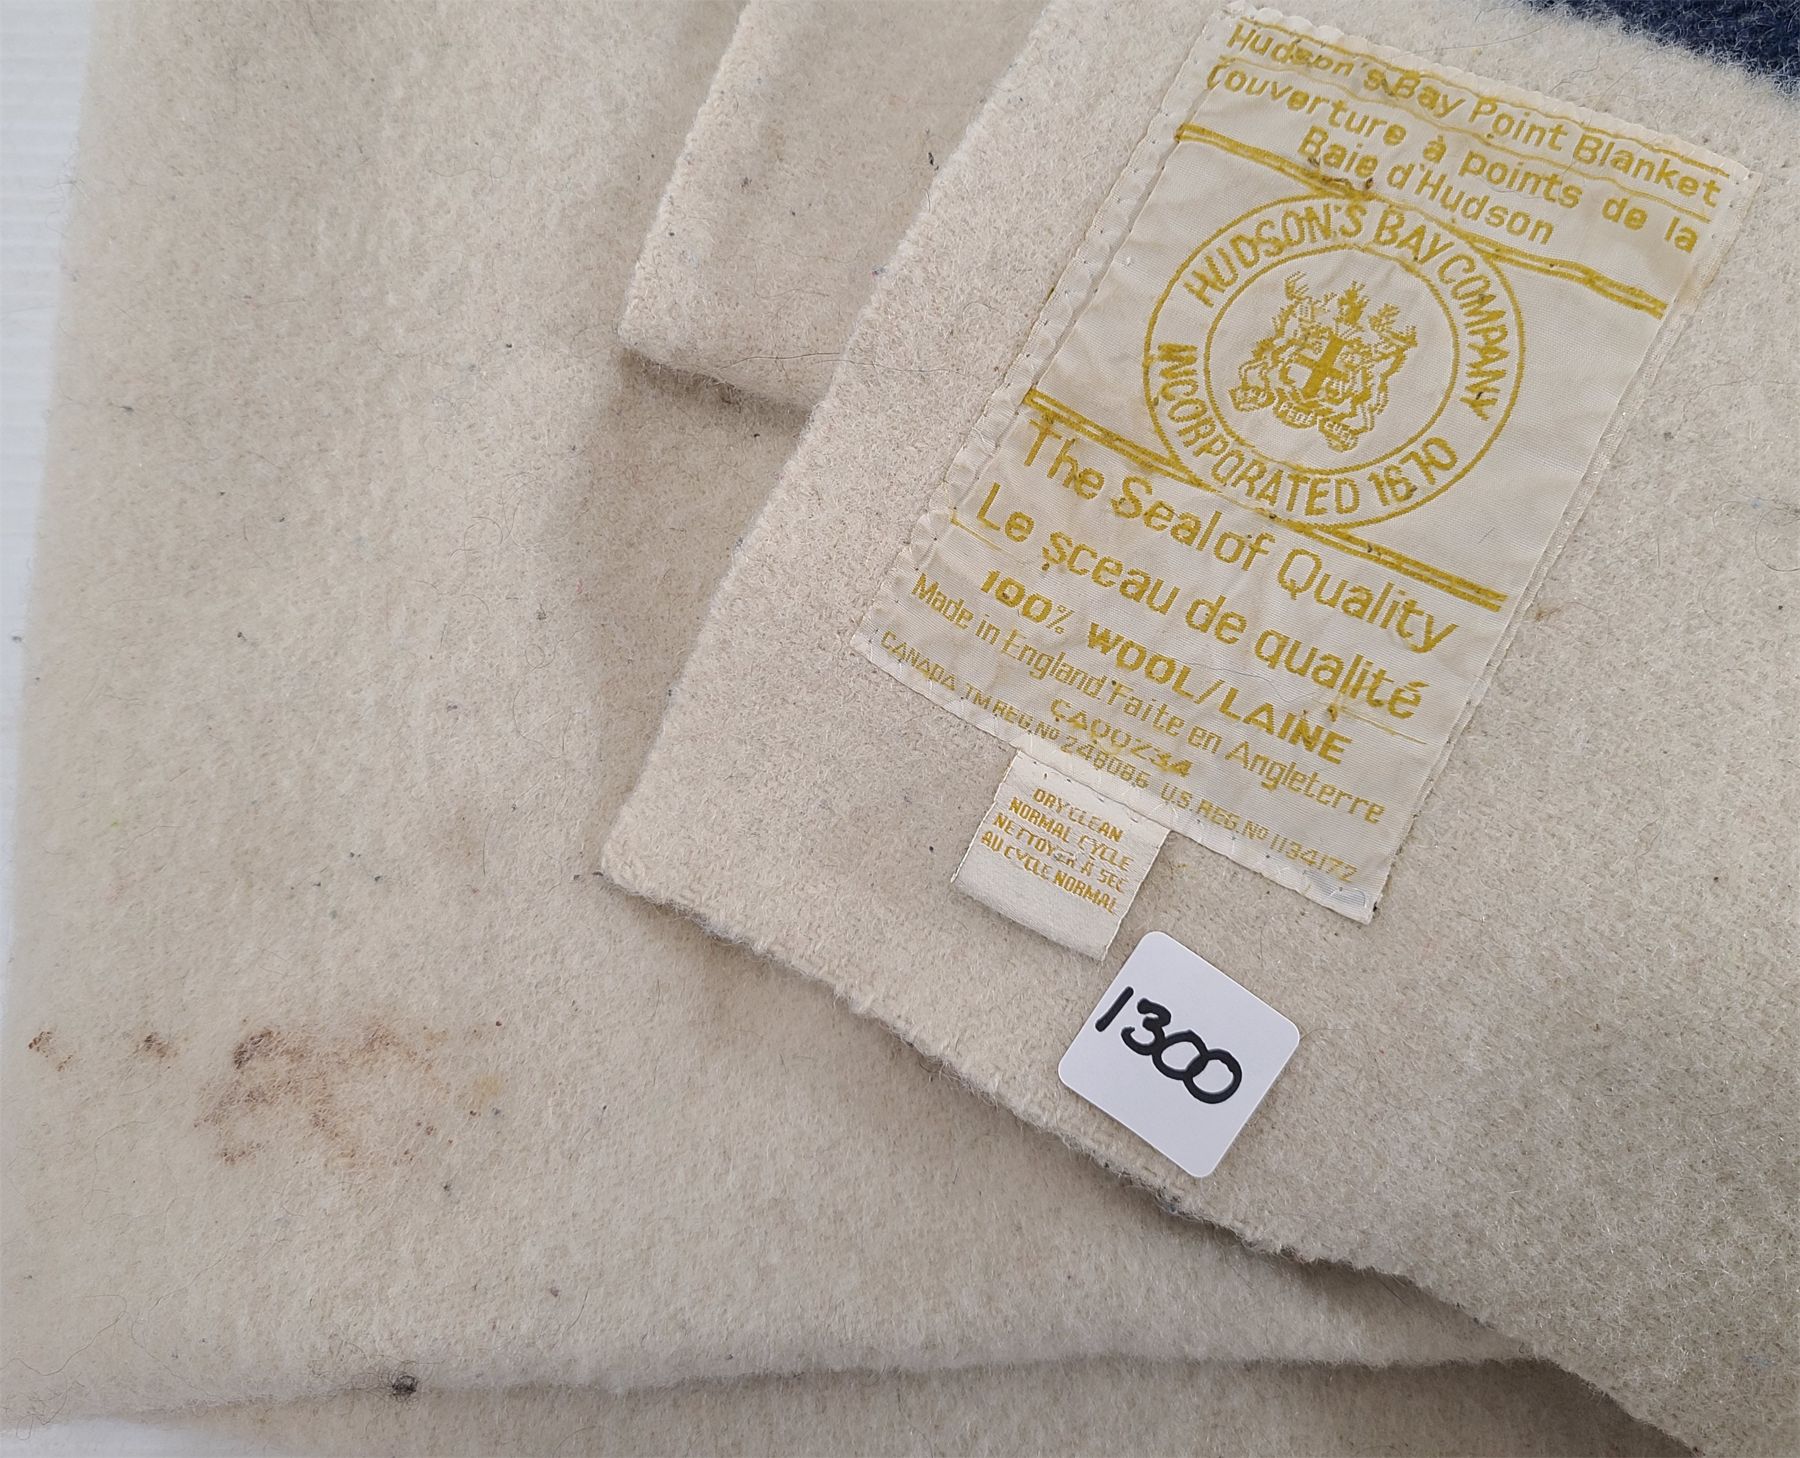 Hudson's Bay Point Blanket
Couverture à points de la
Baie d'Hudson
HUDSON'S BAY COMPANY
INCORPORATED 1670
The Seal of Quality
Le sceau de qualité
100% WOOL/LAINE
Made in England Faite en Angleterre
CA00234
CANADA TM REG. No 248086 U.S. REG. No 1134172
DRY CLEAN
NORMAL CYCLE
NETTOYER À SEC
AU CYCLE NORMAL
1300